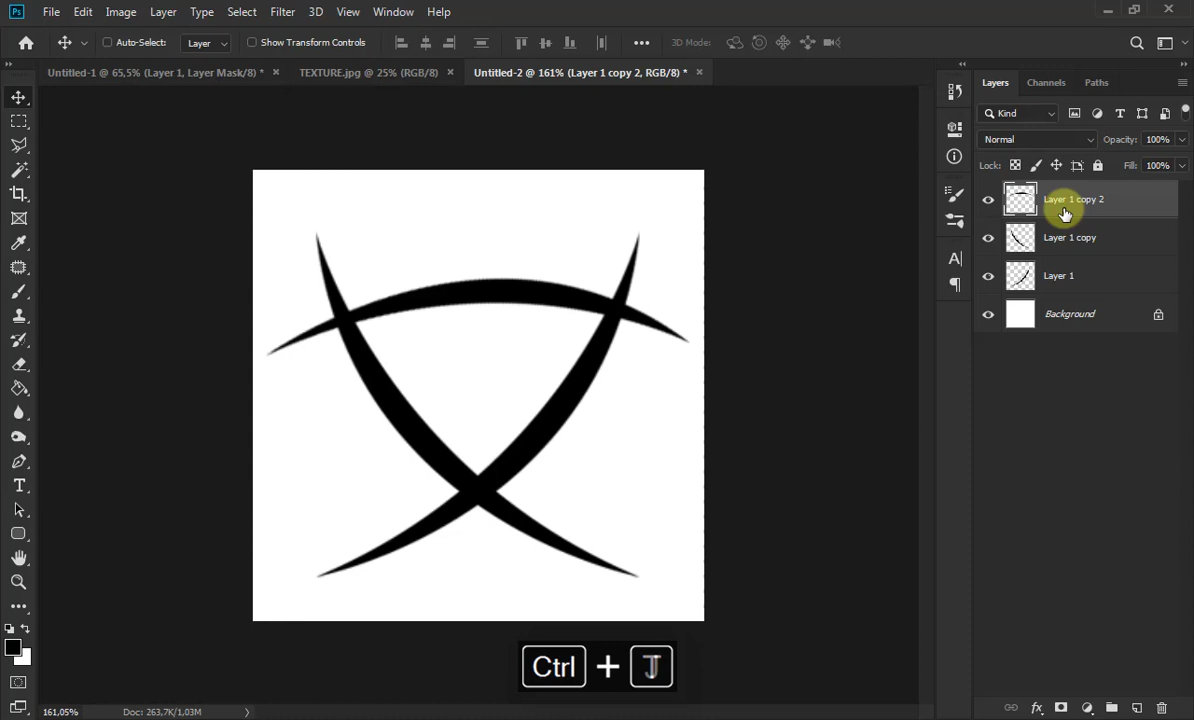 Ps File Edit Image Layer Type Select Filter 3D View Window Help
Auto-Select: Layer Show Transform Controls 3D Mode:
Untitled-1 @ 65,5% (Layer 1, Layer Mask/8) * × TEXTURE.jpg @ 25% (RGB/8) × Untitled-2 @ 161% (Layer 1 copy 2, RGB/8) * ×
Layers Channels Paths
Kind
Normal Opacity: 100%
Lock: Fill: 100%
Layer 1 copy 2
Layer 1 copy
Layer 1
Background
Ctrl + J
161,05% Doc: 263,7K/1,03M